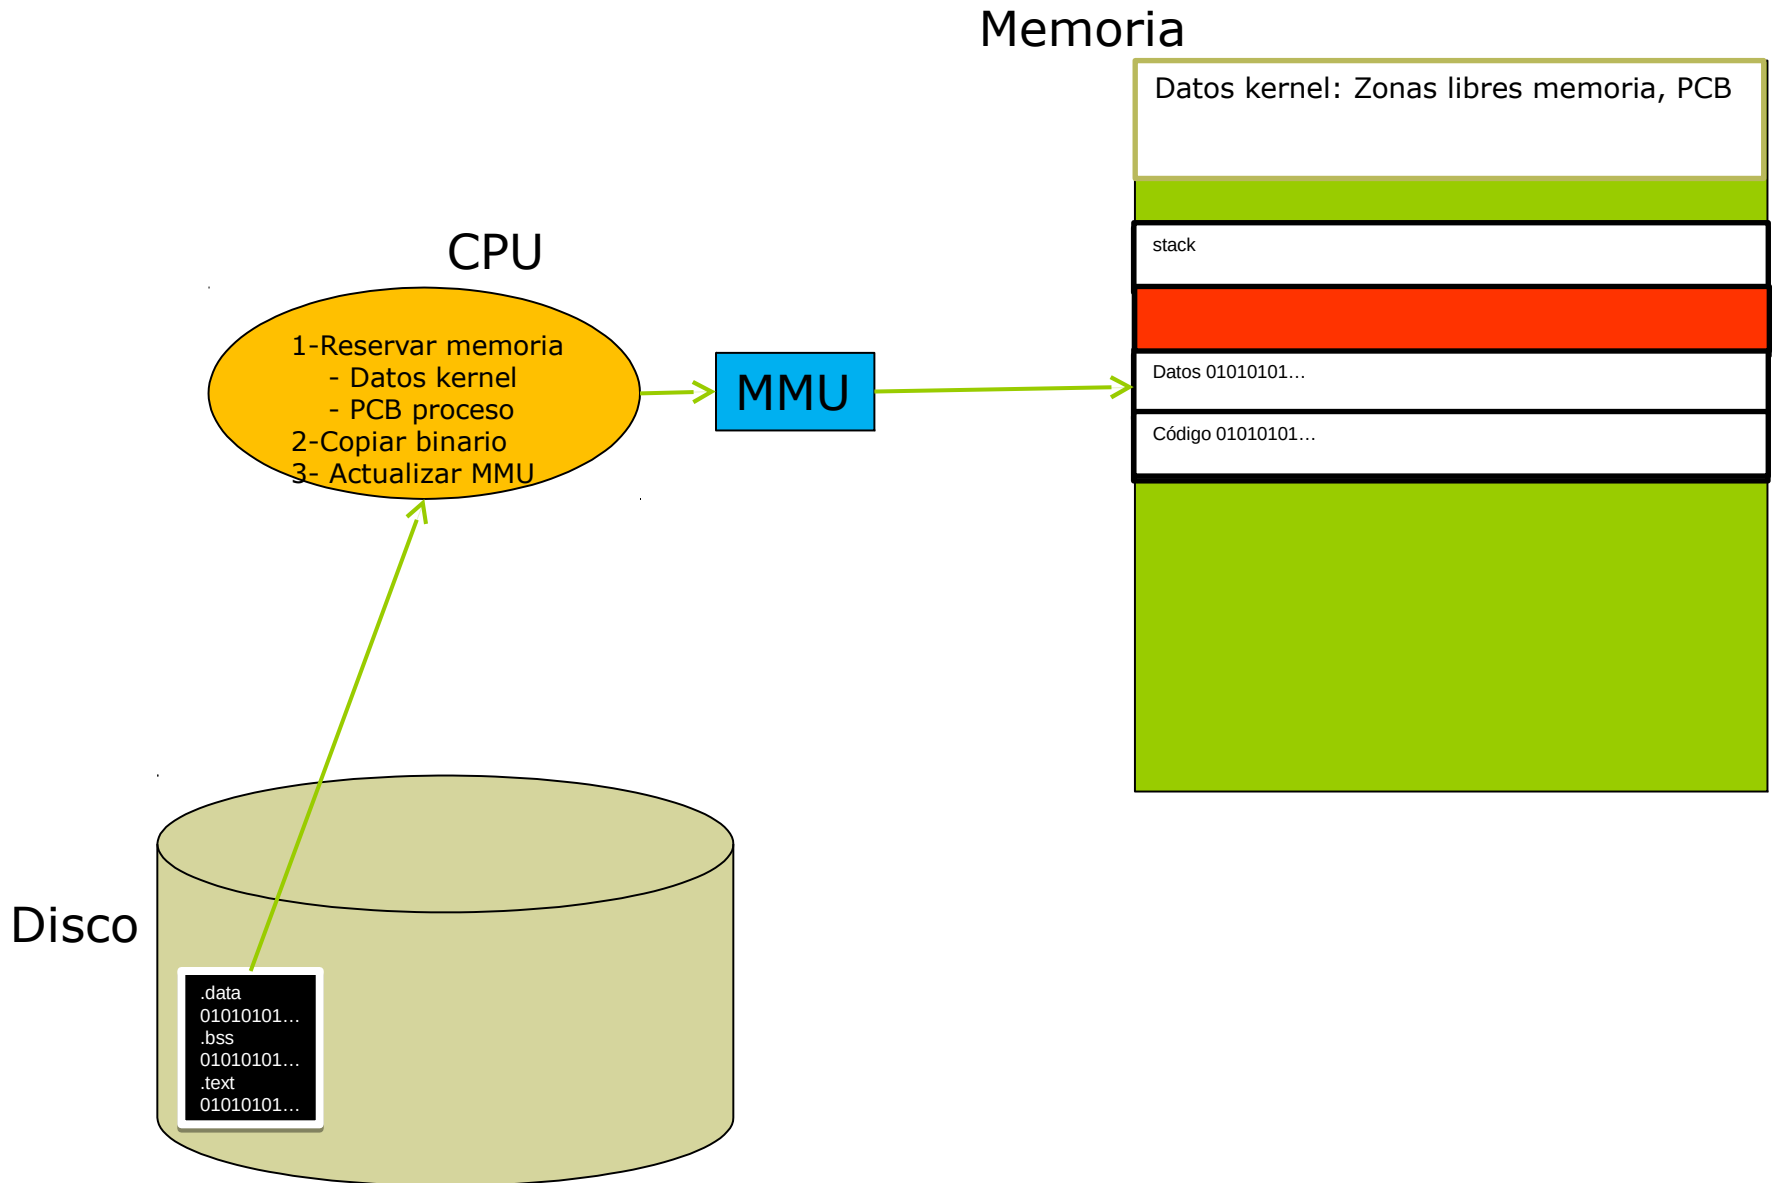 Memoria
Datos kernel: Zonas libres memoria, PCB
stack
Datos 01010101…
Código 01010101…
CPU
1-Reservar memoria
- Datos kernel
- PCB proceso
2-Copiar binario
3- Actualizar MMU
MMU
Disco
.data
01010101…
.bss
01010101…
.text
01010101…